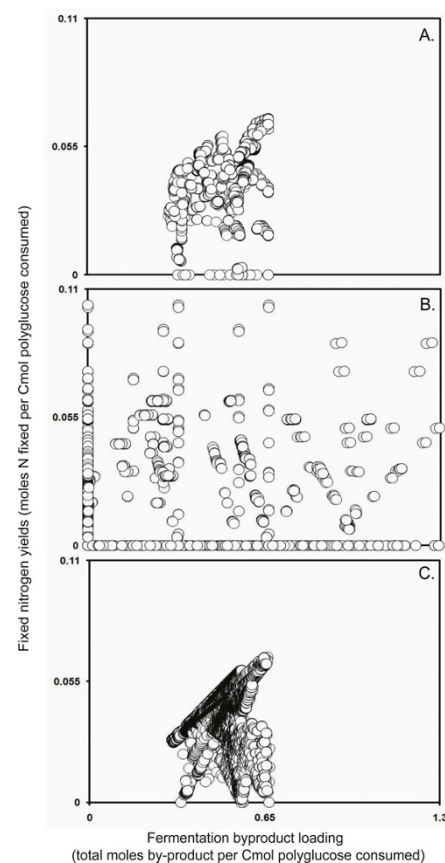 0.11
A.
0.055
0
0.11
B.
0.055
0
0.11
C.
0.055
0
0
0.65
1.3
Fixed nitrogen yields (moles N fixed per Cmol polyglucose consumed)
Fermentation byproduct loading
(total moles by-product per Cmol polyglucose consumed)